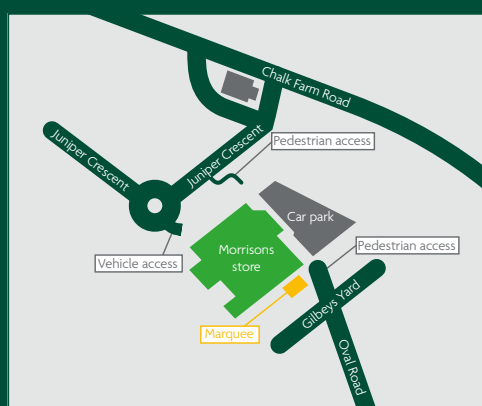 Chalk Farm Road
Juniper Crescent
Juniper Crescent
Pedestrian access
Car park
Pedestrian access
Morrisons
store
Vehicle access
Gilbeys Yard
Marquee
Oval Road